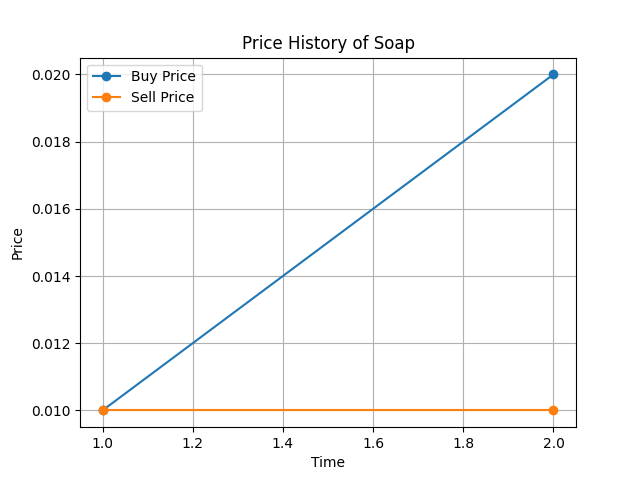 Price History of Soap
Buy Price
Sell Price
0.020
0.018
0.016
0.014
0.012
0.010
Price
1.0 1.2 1.4 1.6 1.8 2.0
Time